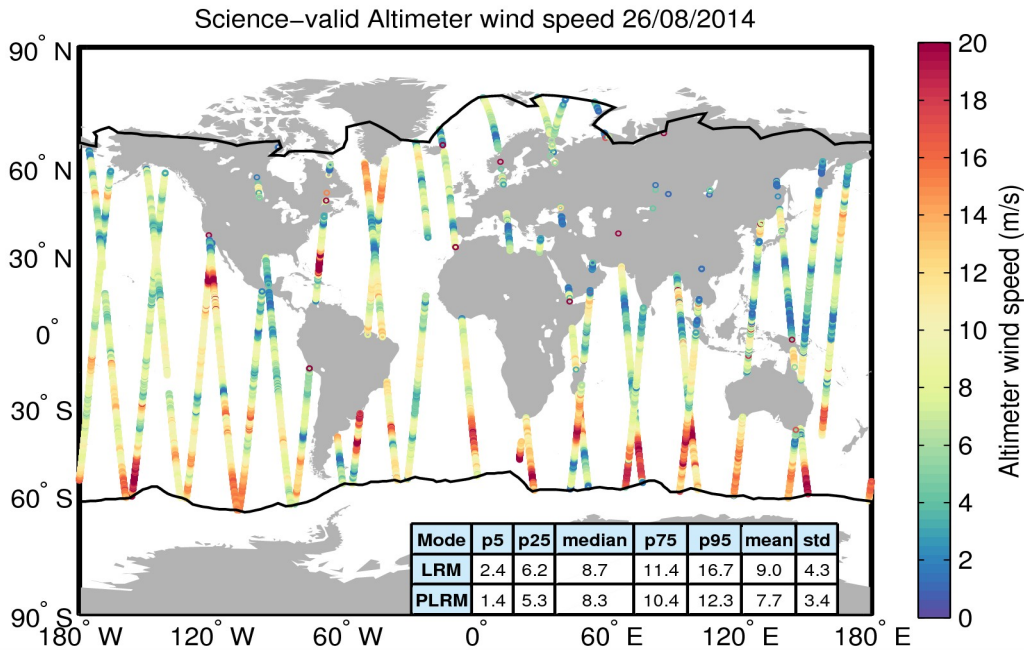 Science−valid Altimeter wind speed 26/08/2014
90° N
60° N
30° N
0°
30° S
60° S
90° S
180° W
120° W
60° W
0°
60° E
120° E
180° E
Mode p5 p25 median p75 p95 mean std
LRM 2.4 6.2 8.7 11.4 16.7 9.0 4.3
PLRM 1.4 5.3 8.3 10.4 12.3 7.7 3.4
20
18
16
14
12
10
8
6
4
2
0
Altimeter wind speed (m/s)